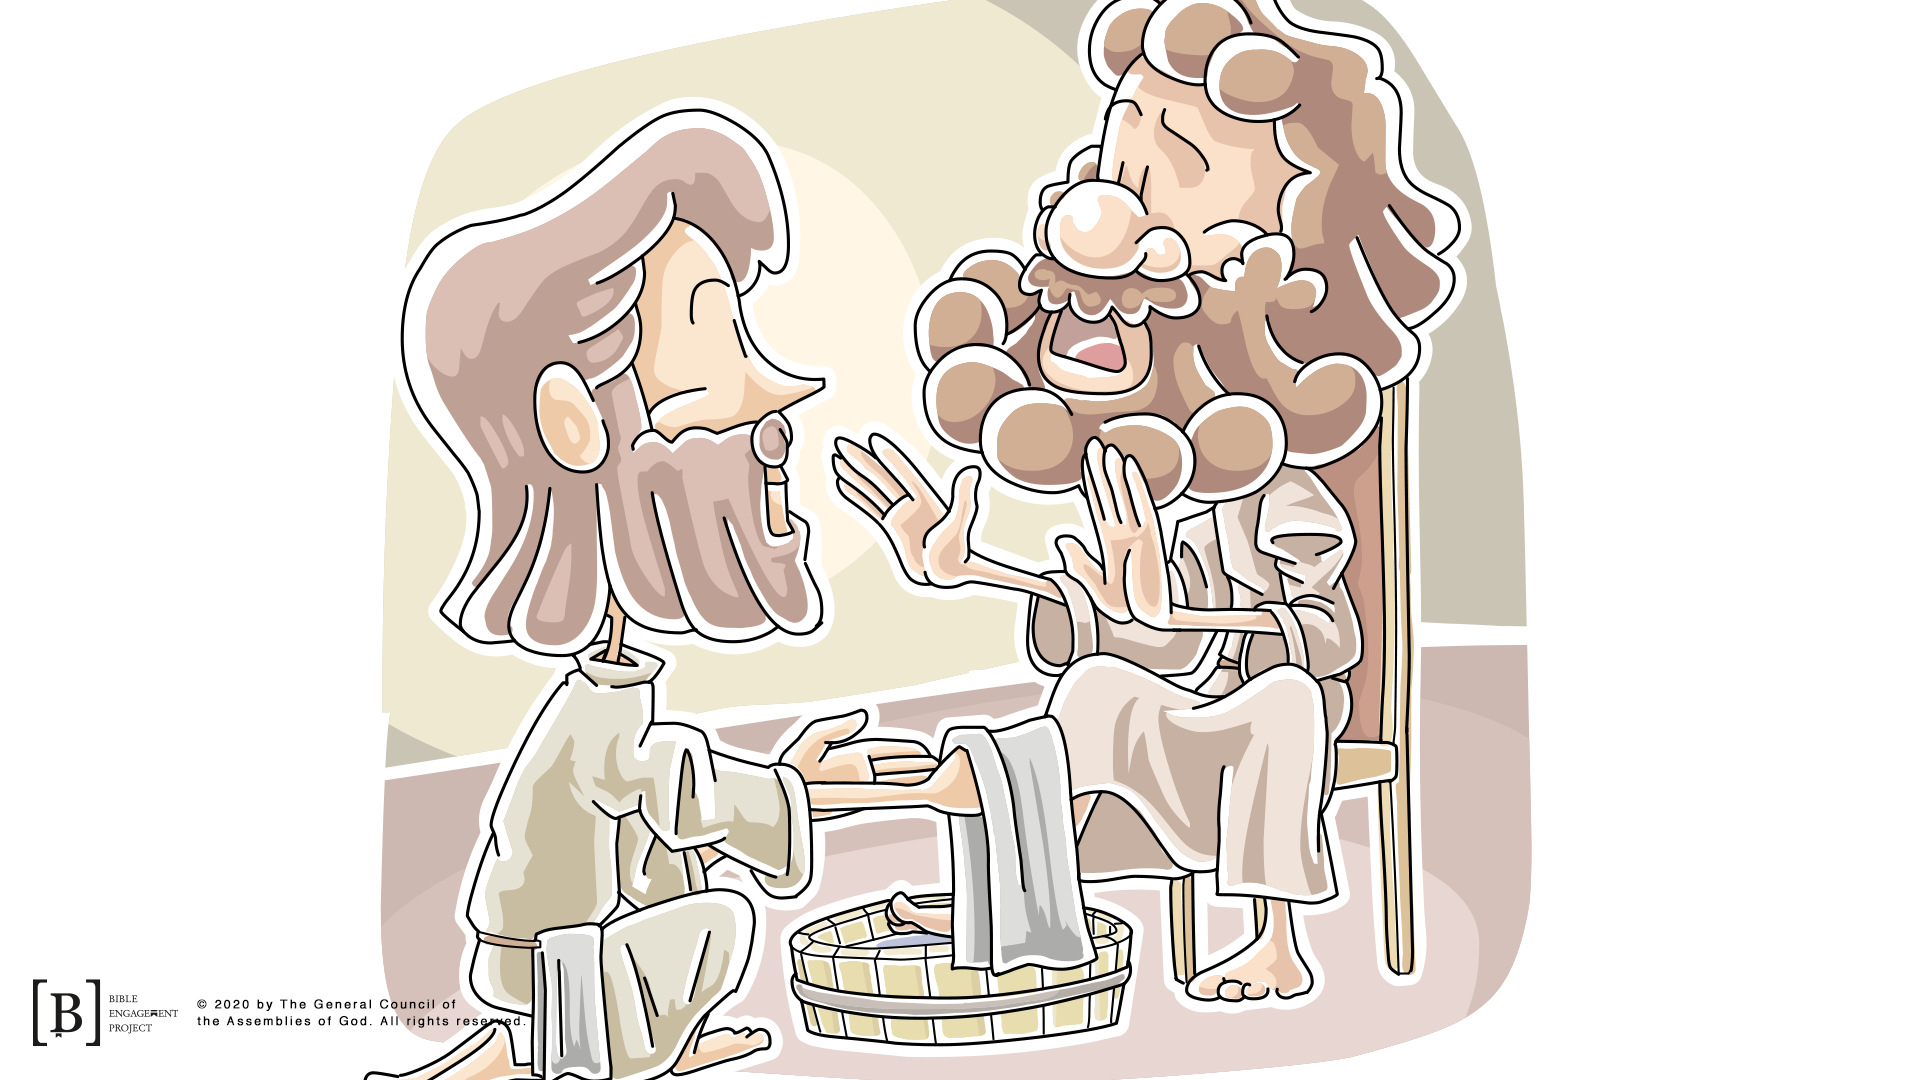 [B]
BIBLE
ENGAGEMENT
PROJECT
© 2020 by The General Council of
the Assemblies of God. All rights reserved.